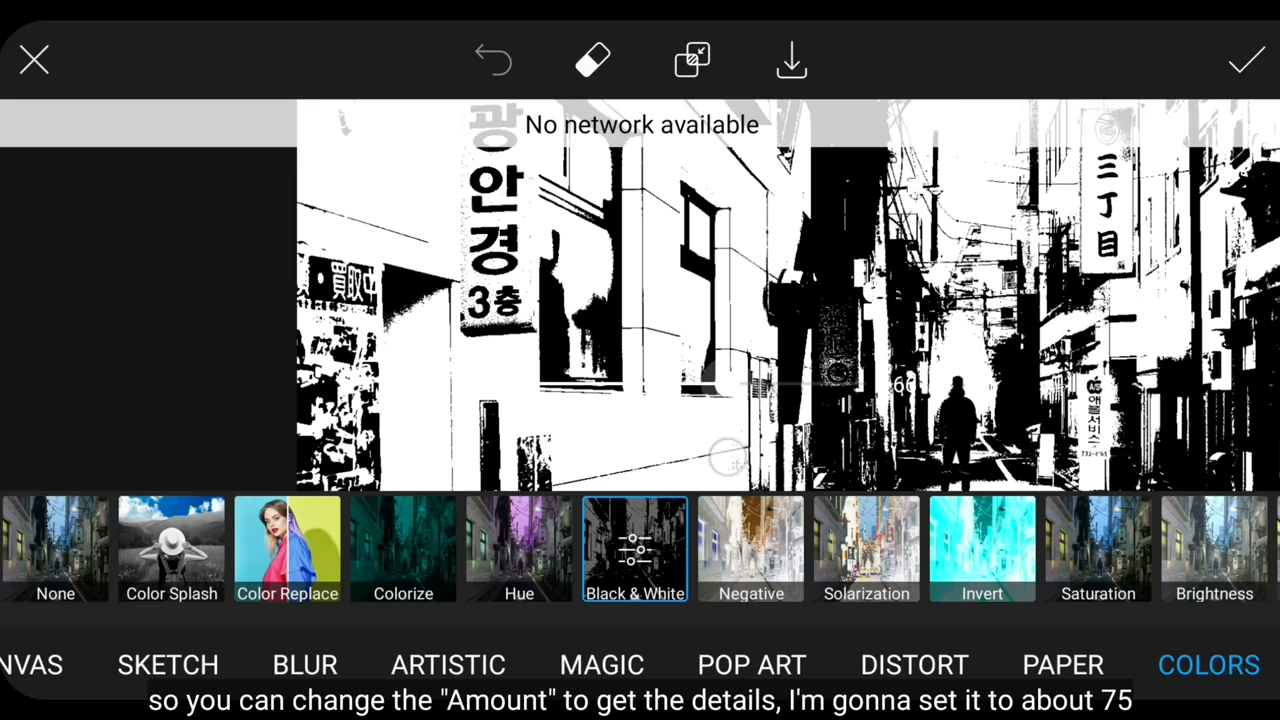 No network available
광
안
경
3층
買取中
三
丁
目
애플서비스
66
None
Color Splash
Color Replace
Colorize
Hue
Black & White
Negative
Solarization
Invert
Saturation
Brightness
NVAS
SKETCH
BLUR
ARTISTIC
MAGIC
POP ART
DISTORT
PAPER
COLORS
so you can change the "Amount" to get the details, I'm gonna set it to about 75